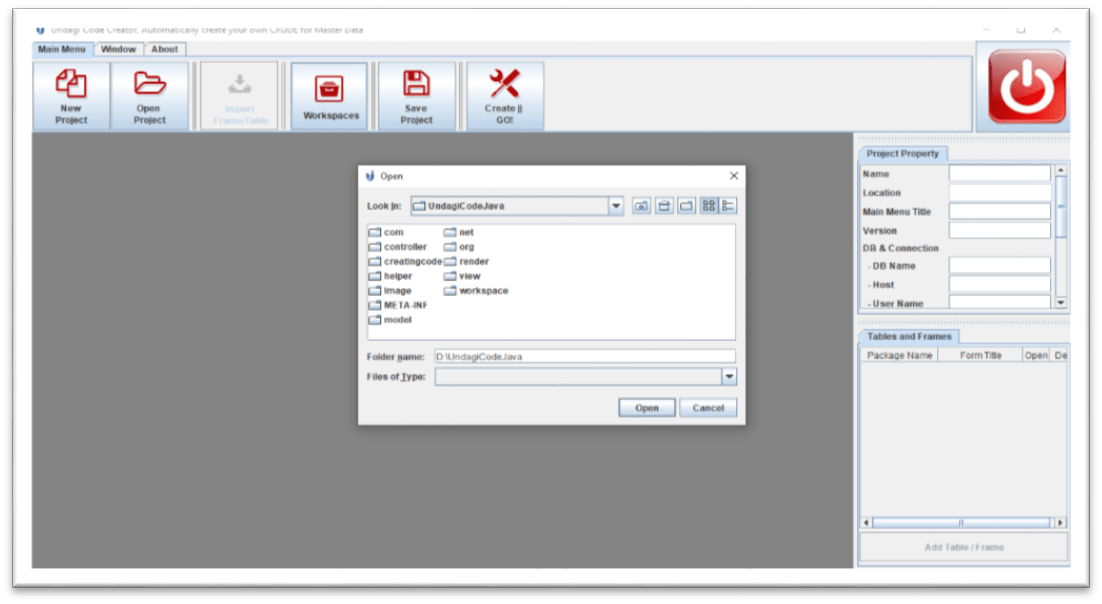 Undagi Code Creator, Automatically create your own CRUDE for Master Data
Main Menu Window About
New Project
Open Project
Import Frame/Table
Workspaces
Save Project
Create || GO!
Open
Look In: UndagiCodeJava
com net
controller org
creatingcode render
helper view
image workspace
META-INF
model
Folder name: D:\UndagiCodeJava
Files of Type:
Open Cancel
Project Property
Name
Location
Main Menu Title
Version
DB & Connection
- DB Name
- Host
- User Name
Tables and Frames
Package Name Form Title Open De
Add Table / Frame